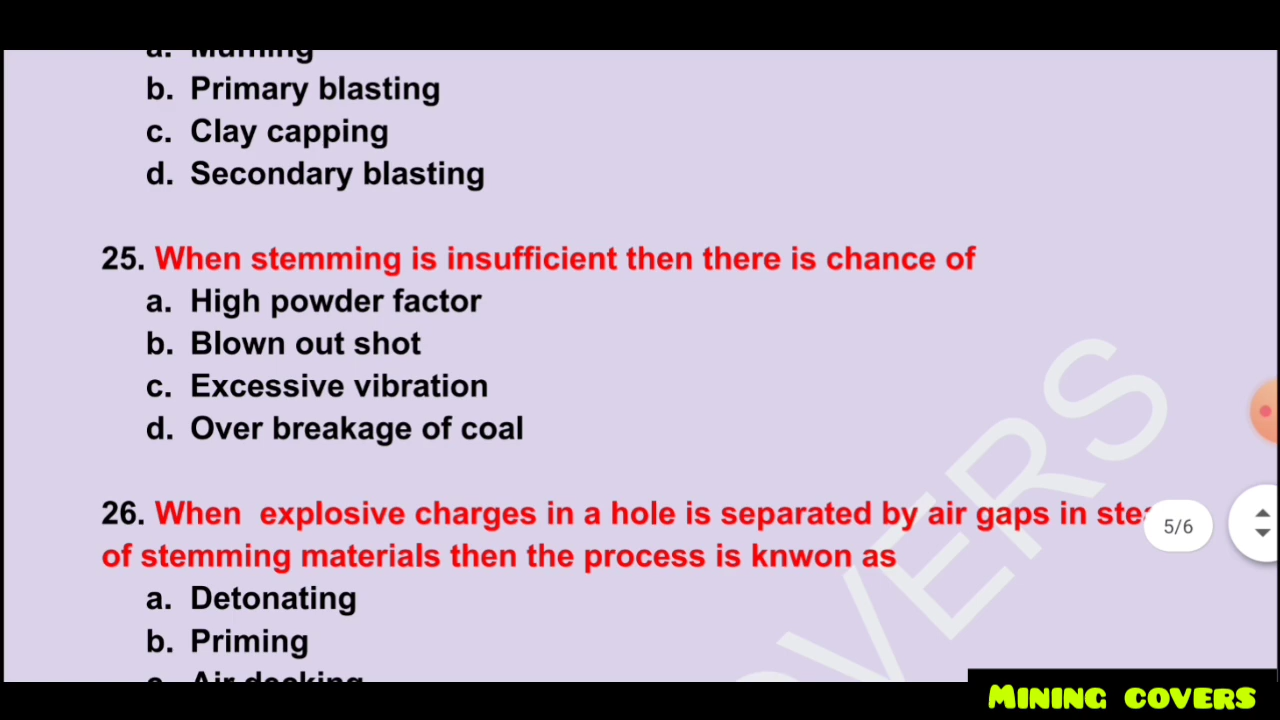 b. Primary blasting
c. Clay capping
d. Secondary blasting
25. When stemming is insufficient then there is chance of
a. High powder factor
b. Blown out shot
c. Excessive vibration
d. Over breakage of coal
26. When explosive charges in a hole is separated by air gaps in
5/6
of stemming materials then the process is knwon as
a. Detonating
b. Priming
c. Air decking
OVERS
MINING COVERS